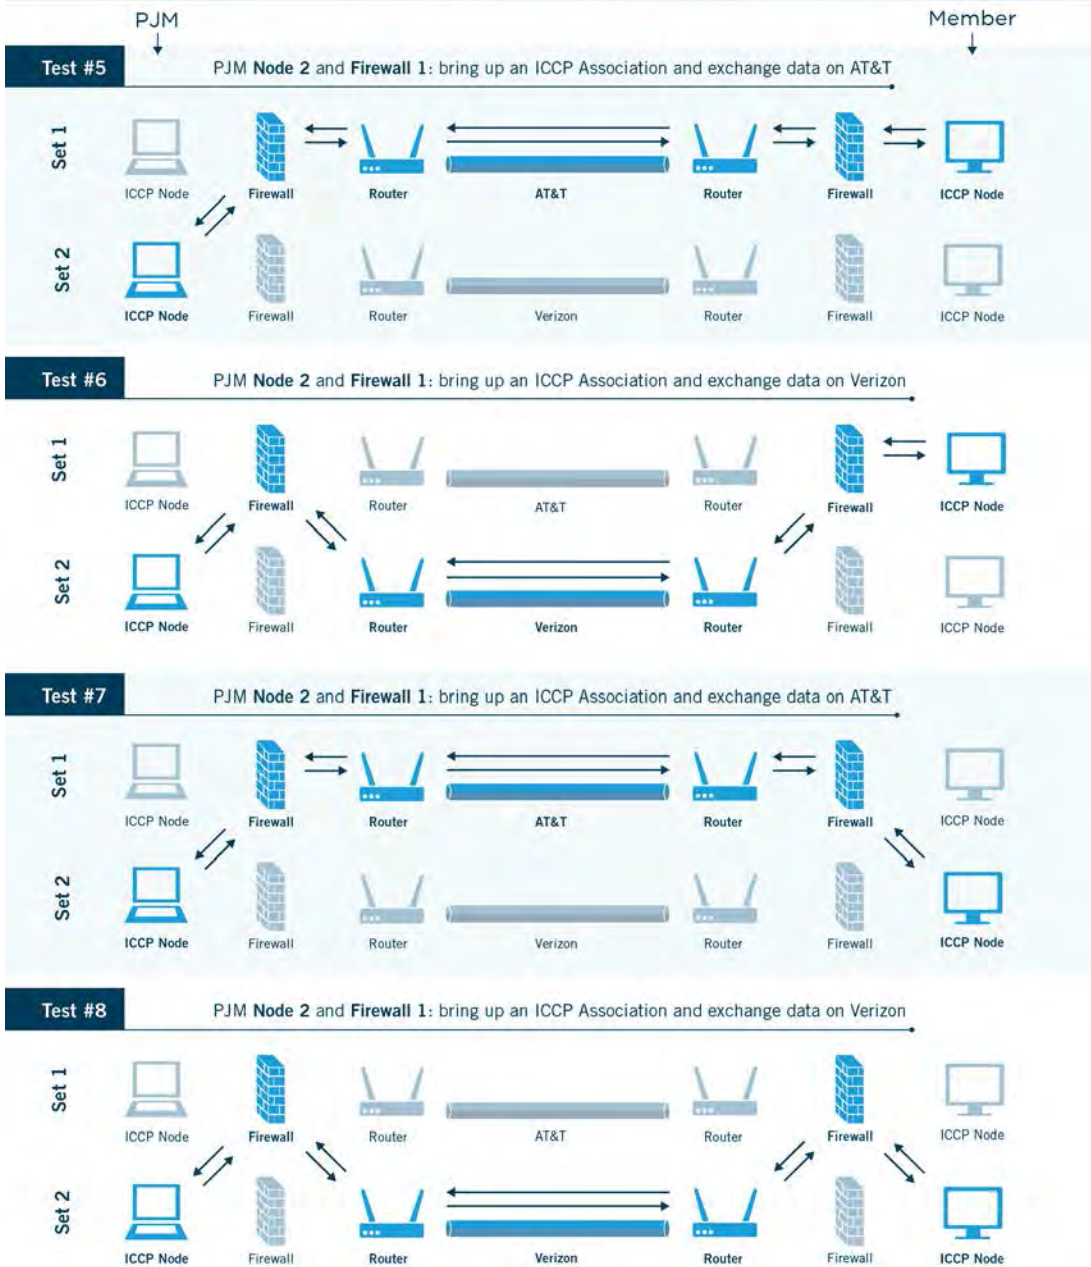 PJM Member
Test #5 PJM Node 2 and Firewall 1: bring up an ICCP Association and exchange data on AT&T
Set 1
ICCP Node Firewall Router AT&T Router Firewall ICCP Node
Set 2
ICCP Node Firewall Router Verizon Router Firewall ICCP Node
Test #6 PJM Node 2 and Firewall 1: bring up an ICCP Association and exchange data on Verizon
Set 1
ICCP Node Firewall Router AT&T Router Firewall ICCP Node
Set 2
ICCP Node Firewall Router Verizon Router Firewall ICCP Node
Test #7 PJM Node 2 and Firewall 1: bring up an ICCP Association and exchange data on AT&T
Set 1
ICCP Node Firewall Router AT&T Router Firewall ICCP Node
Set 2
ICCP Node Firewall Router Verizon Router Firewall ICCP Node
Test #8 PJM Node 2 and Firewall 1: bring up an ICCP Association and exchange data on Verizon
Set 1
ICCP Node Firewall Router AT&T Router Firewall ICCP Node
Set 2
ICCP Node Firewall Router Verizon Router Firewall ICCP Node